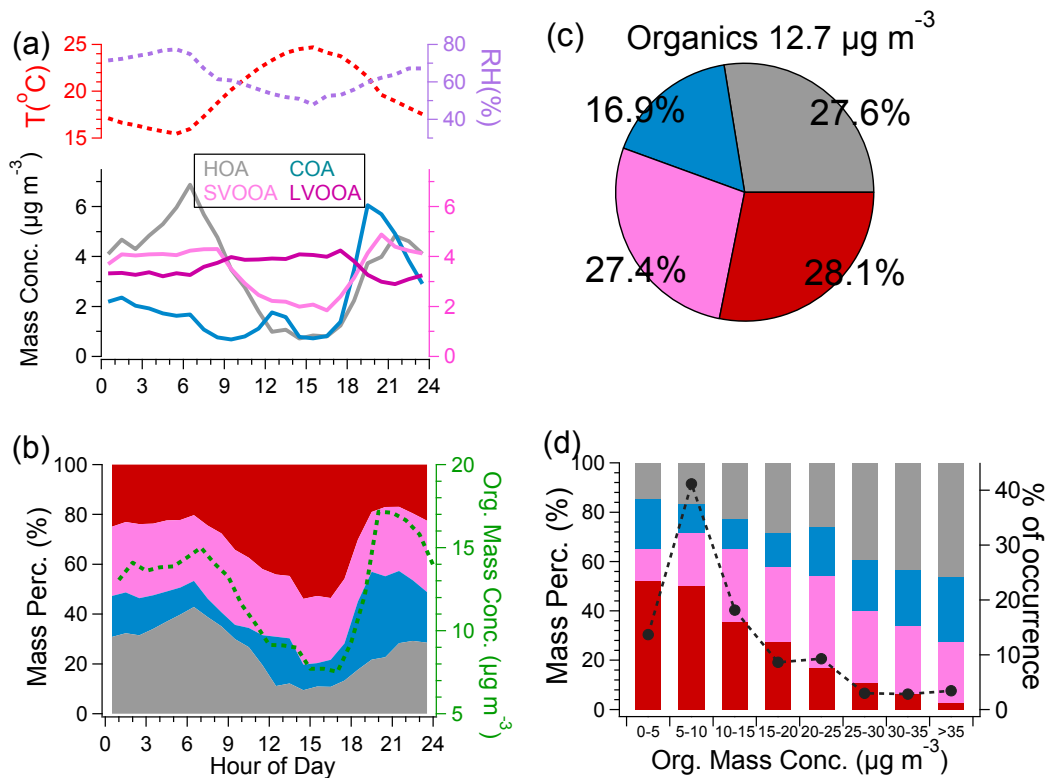 (a)
25
20
15
T(°C)
80
60
40
RH(%)
HOA COA
SVOOA LVOOA
6
4
2
0
Mass Conc. (µg m-3)
6
4
2
0
0 3 6 9 12 15 18 21 24
(c) Organics 12.7 µg m-3
16.9% 27.6%
27.4% 28.1%
(b)
100
80
60
40
20
0
Mass Perc. (%)
20
15
10
5
Org. Mass Conc. (µg m-3)
0 3 6 9 12 15 18 21 24
Hour of Day
(d)
100
80
60
40
20
0
Mass Perc. (%)
40
30
20
10
0
% of occurrence
0-5 5-10 10-15 15-20 20-25 25-30 30-35 >35
Org. Mass Conc. (µg m-3)